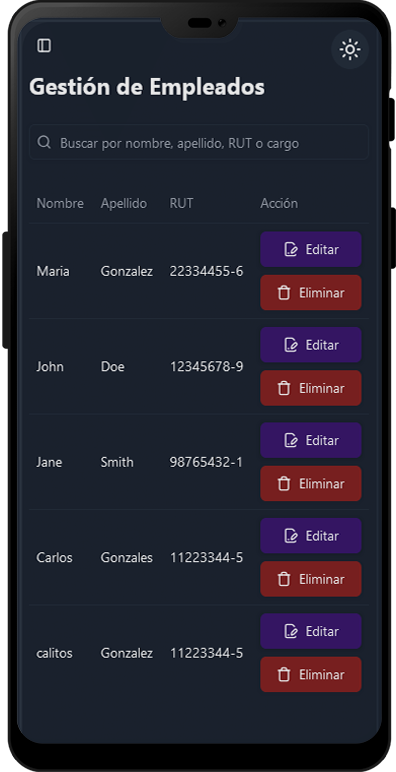 Gestión de Empleados
Buscar por nombre, apellido, RUT o cargo
Nombre Apellido RUT Acción
Maria Gonzalez 22334455-6 Editar
Eliminar
John Doe 12345678-9 Editar
Eliminar
Jane Smith 98765432-1 Editar
Eliminar
Carlos Gonzales 11223344-5 Editar
Eliminar
calitos Gonzalez 11223344-5 Editar
Eliminar